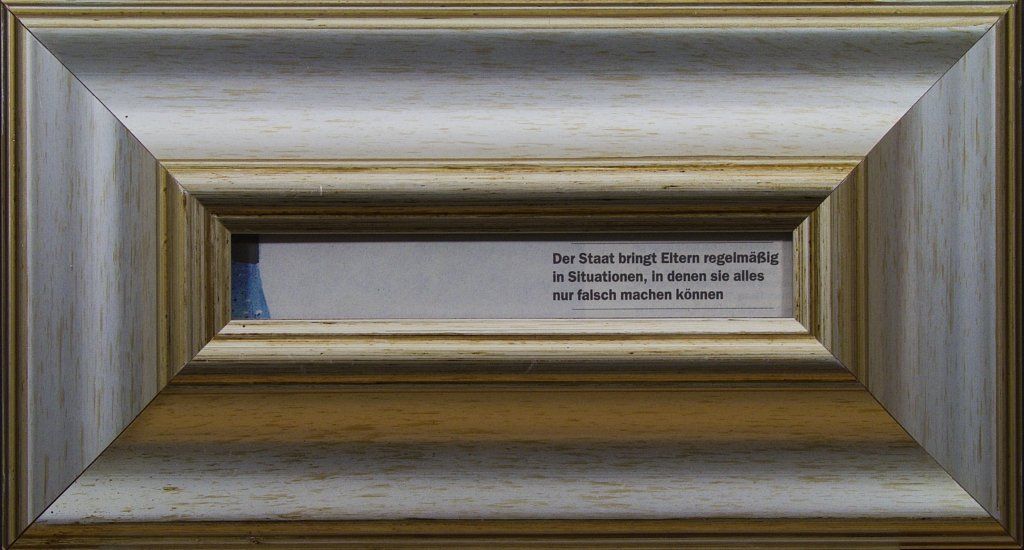 Der Staat bringt Eltern regelmäßig
in Situationen, in denen sie alles
nur falsch machen können